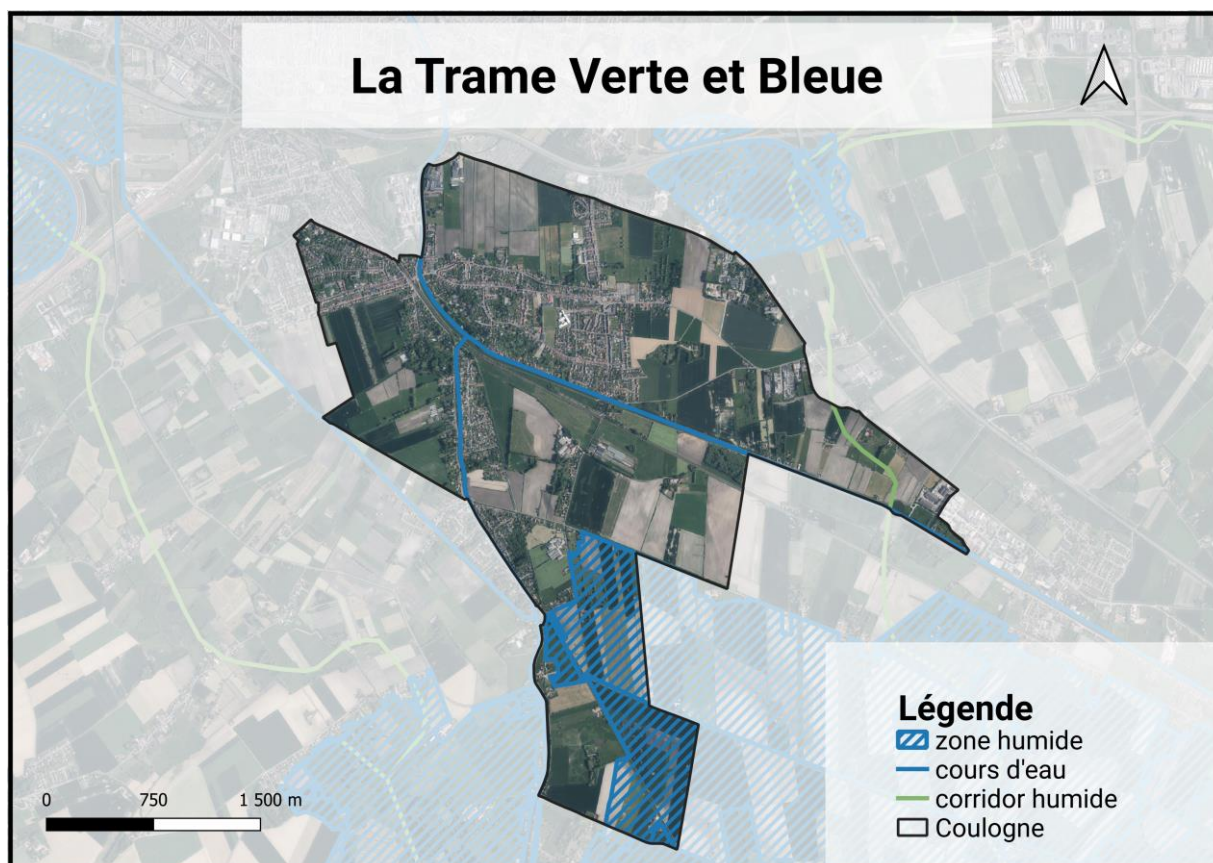 La Trame Verte et Bleue
Légende
zone humide
cours d'eau
corridor humide
Coulogne
0 750 1 500 m